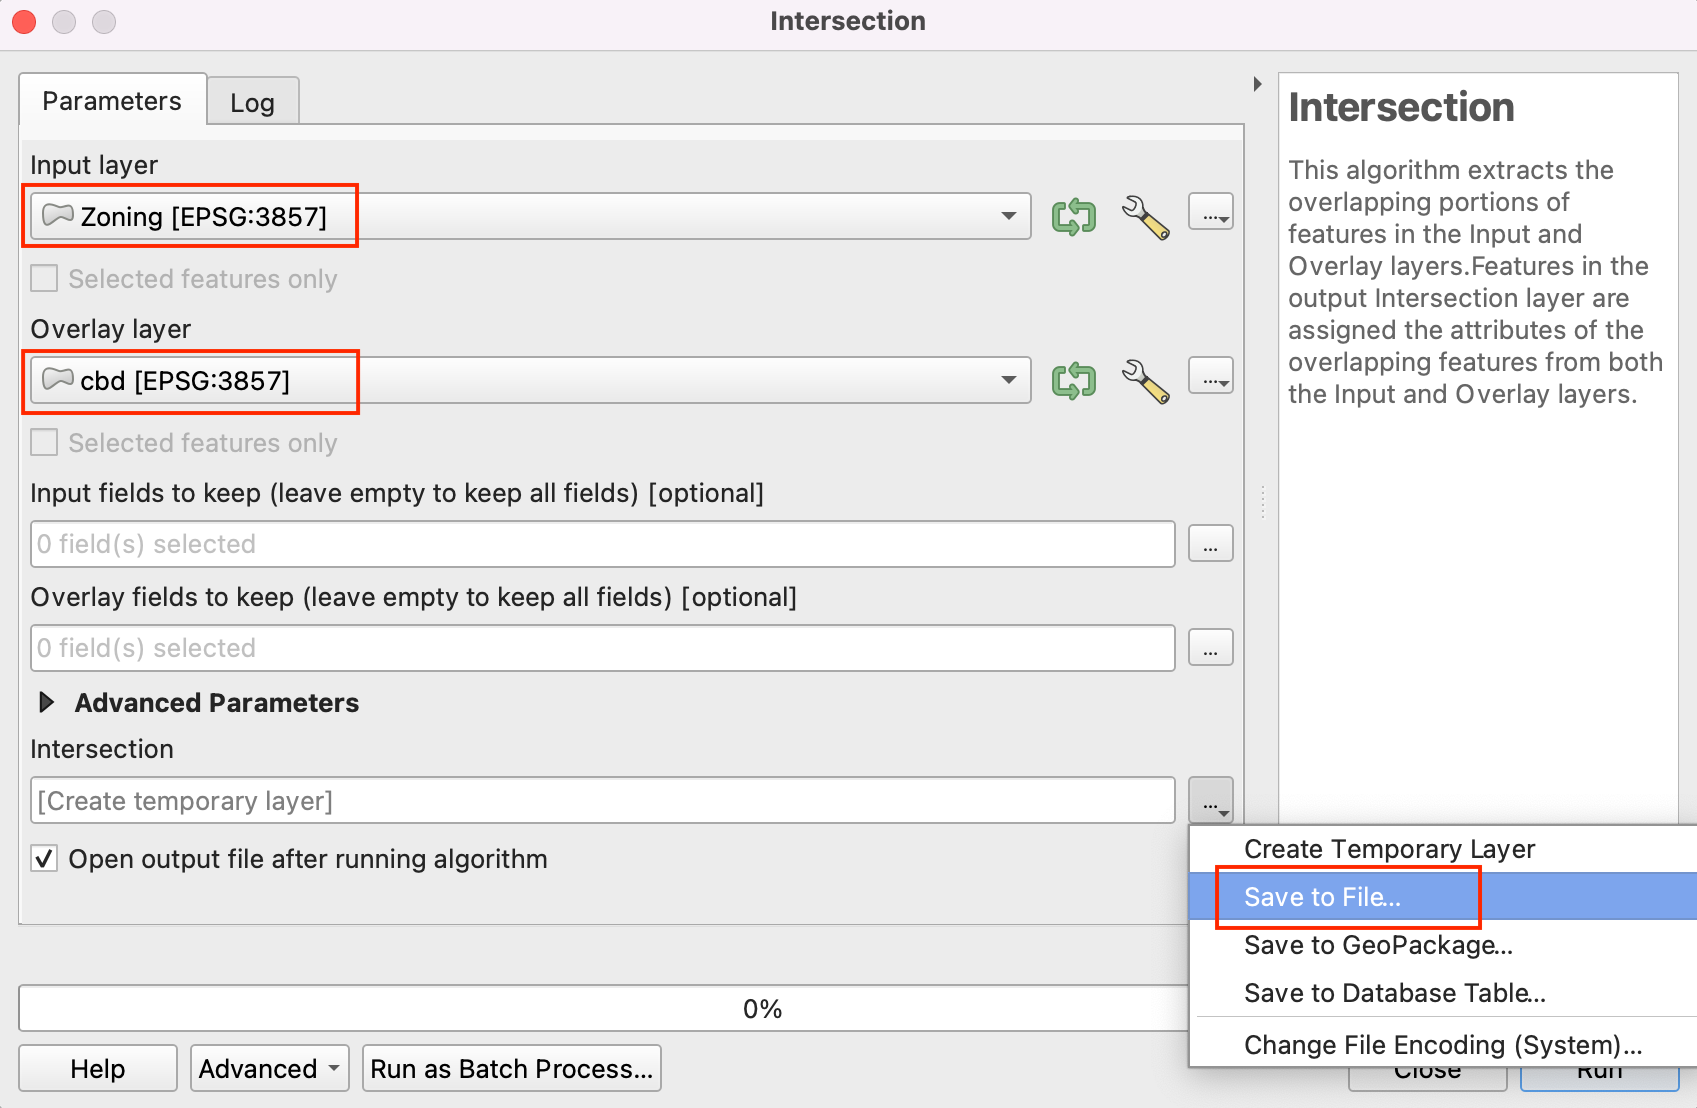 Intersection
Parameters
Log
Input layer
Zoning [EPSG:3857]
...
Selected features only
Overlay layer
cbd [EPSG:3857]
...
Selected features only
Input fields to keep (leave empty to keep all fields) [optional]
0 field(s) selected
...
Overlay fields to keep (leave empty to keep all fields) [optional]
0 field(s) selected
...
Advanced Parameters
Intersection
[Create temporary layer]
...
Open output file after running algorithm
0%
Help
Advanced
Run as Batch Process...
Close
Run
Create Temporary Layer
Save to File...
Save to GeoPackage...
Save to Database Table...
Change File Encoding (System)...
Intersection
This algorithm extracts the
overlapping portions of
features in the Input and
Overlay layers.Features in the
output Intersection layer are
assigned the attributes of the
overlapping features from both
the Input and Overlay layers.